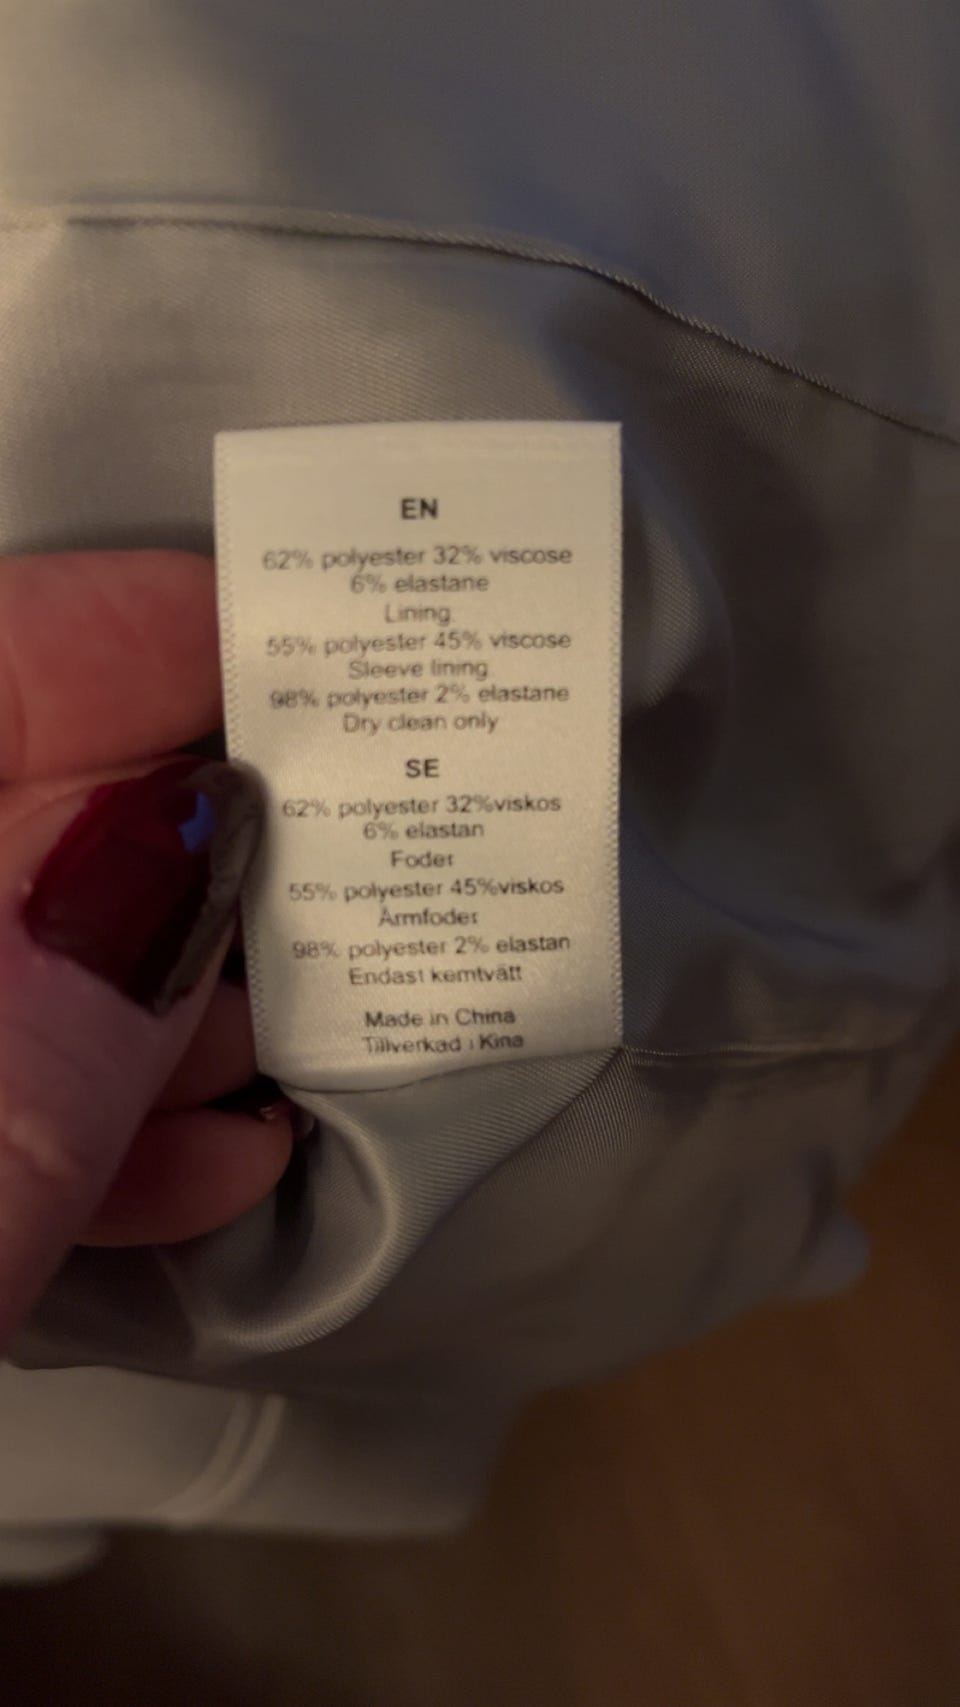 EN
62% polyester 32% viscose
6% elastane
Lining
55% polyester 45% viscose
Sleeve lining
98% polyester 2% elastane
Dry clean only
SE
62% polyester 32%viskos
6% elastan
Foder
55% polyester 45%viskos
Armfoder
98% polyester 2% elastan
Endast kemtvätt
Made in China
Tillverkad i Kina